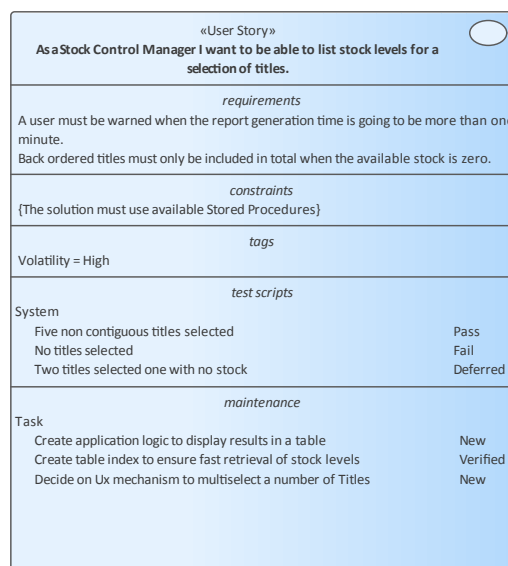 «User Story»
As a Stock Control Manager I want to be able to list stock levels for a
selection of titles.
requirements
A user must be warned when the report generation time is going to be more than one
minute.
Back ordered titles must only be included in total when the available stock is zero.
constraints
{The solution must use available Stored Procedures}
tags
Volatility = High
test scripts
System
Five non contiguous titles selected Pass
No titles selected Fail
Two titles selected one with no stock Deferred
maintenance
Task
Create application logic to display results in a table New
Create table index to ensure fast retrieval of stock levels Verified
Decide on Ux mechanism to multiselect a number of Titles New